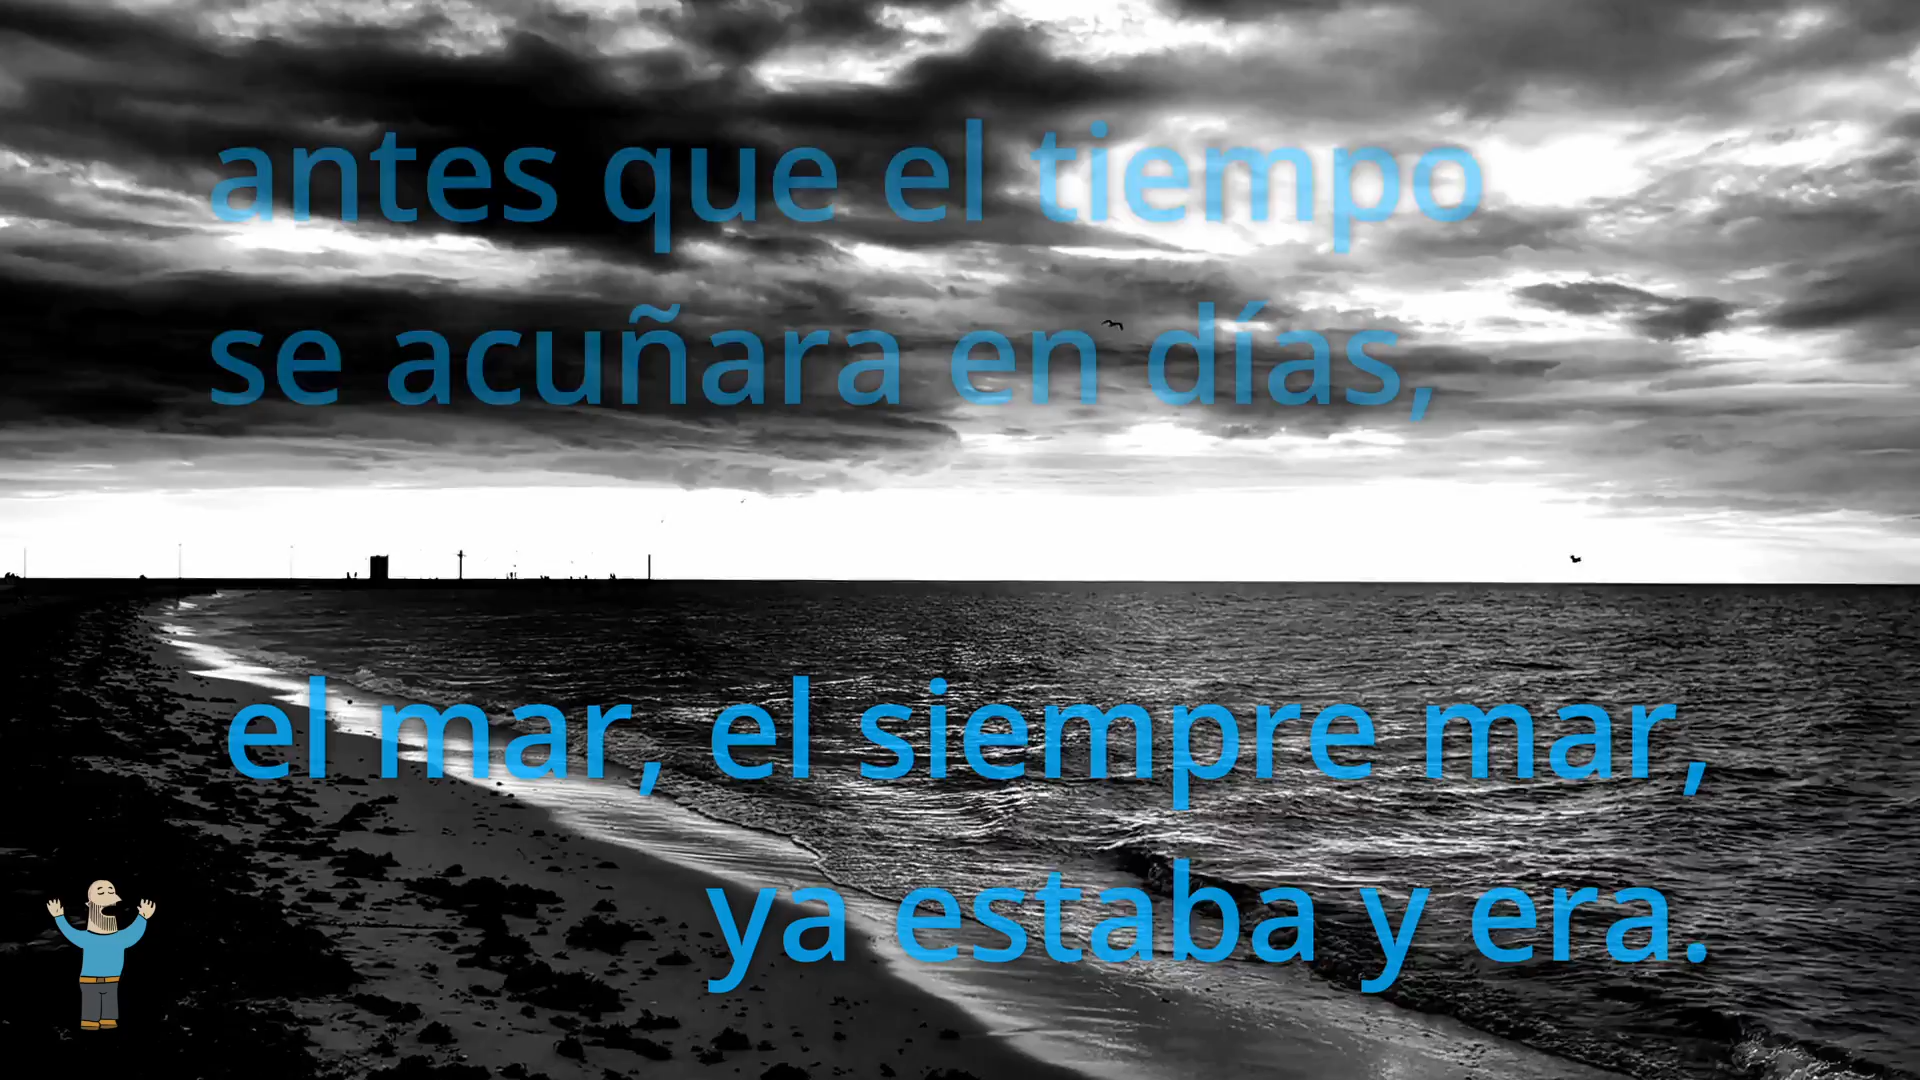 antes que el tiempo
se acuñara en días,
el mar, el siempre mar,
ya estaba y era.